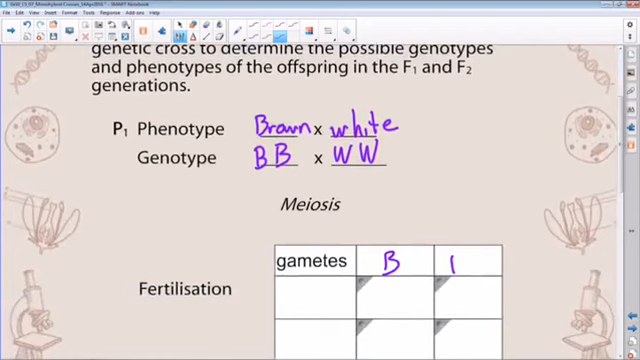 File Edit View Insert Format Tools Add-ons Response Help
genetic cross to determine the possible genotypes
and phenotypes of the offspring in the F1 and F2
generations.
P1 Phenotype Brown x white
Genotype BB x WW
Meiosis
gametes B
Fertilisation